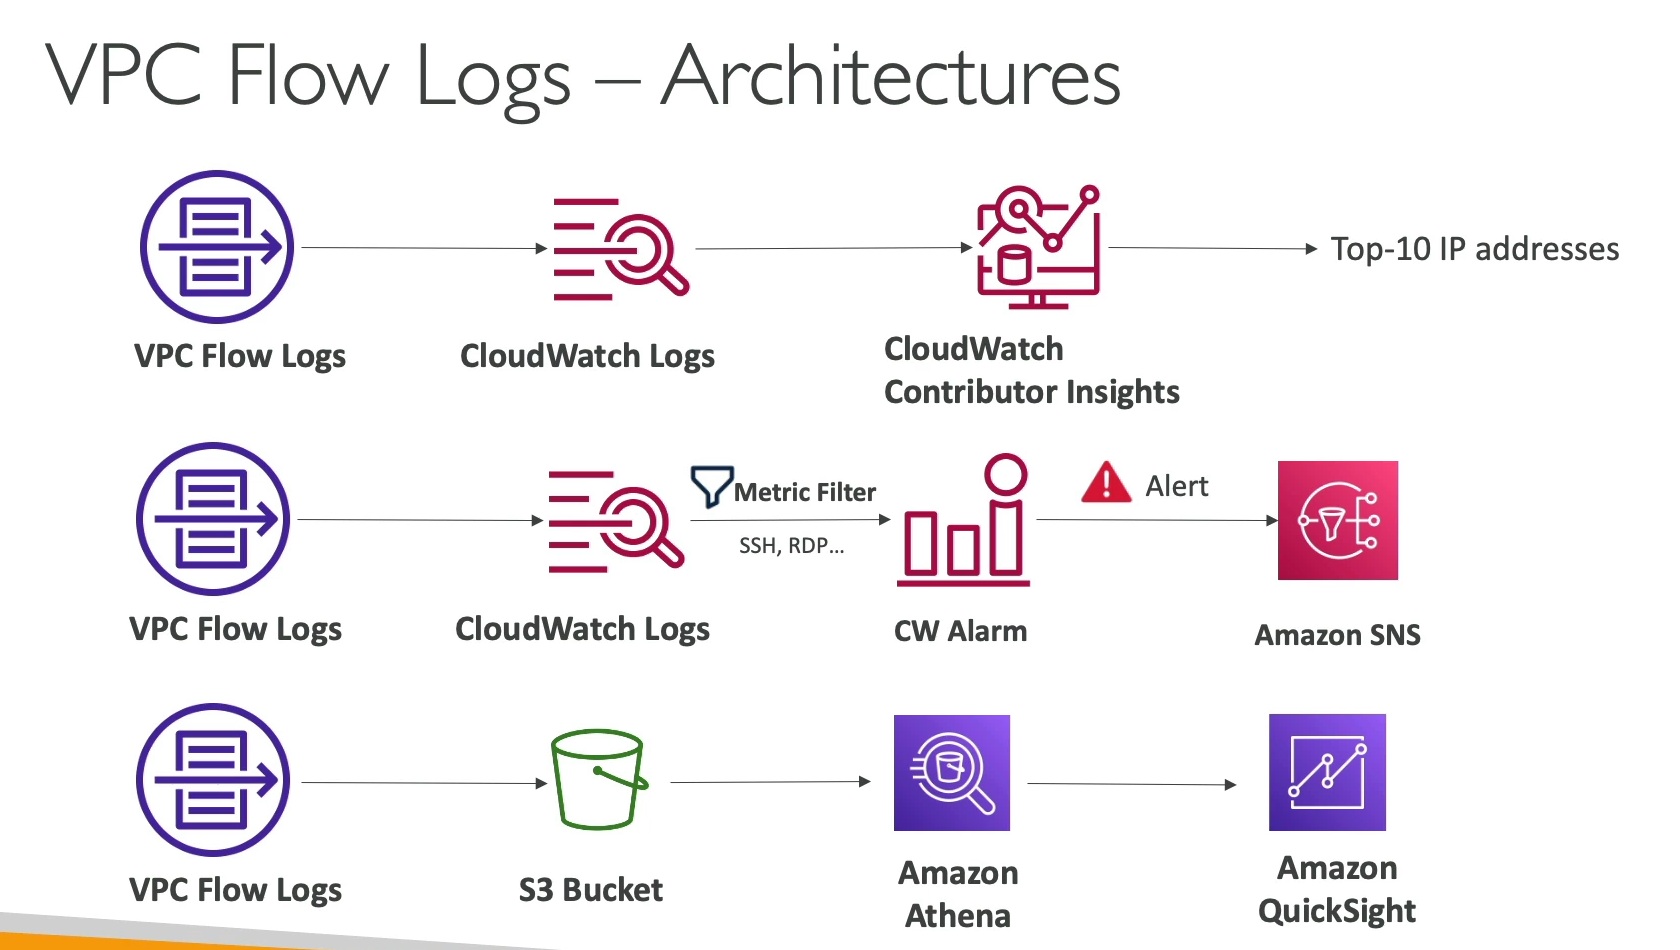 VPC Flow Logs – Architectures
Top-10 IP addresses
VPC Flow Logs
CloudWatch Logs
CloudWatch
Contributor Insights
Metric Filter
SSH, RDP...
Alert
VPC Flow Logs
CloudWatch Logs
CW Alarm
Amazon SNS
VPC Flow Logs
S3 Bucket
Amazon
Athena
Amazon
QuickSight